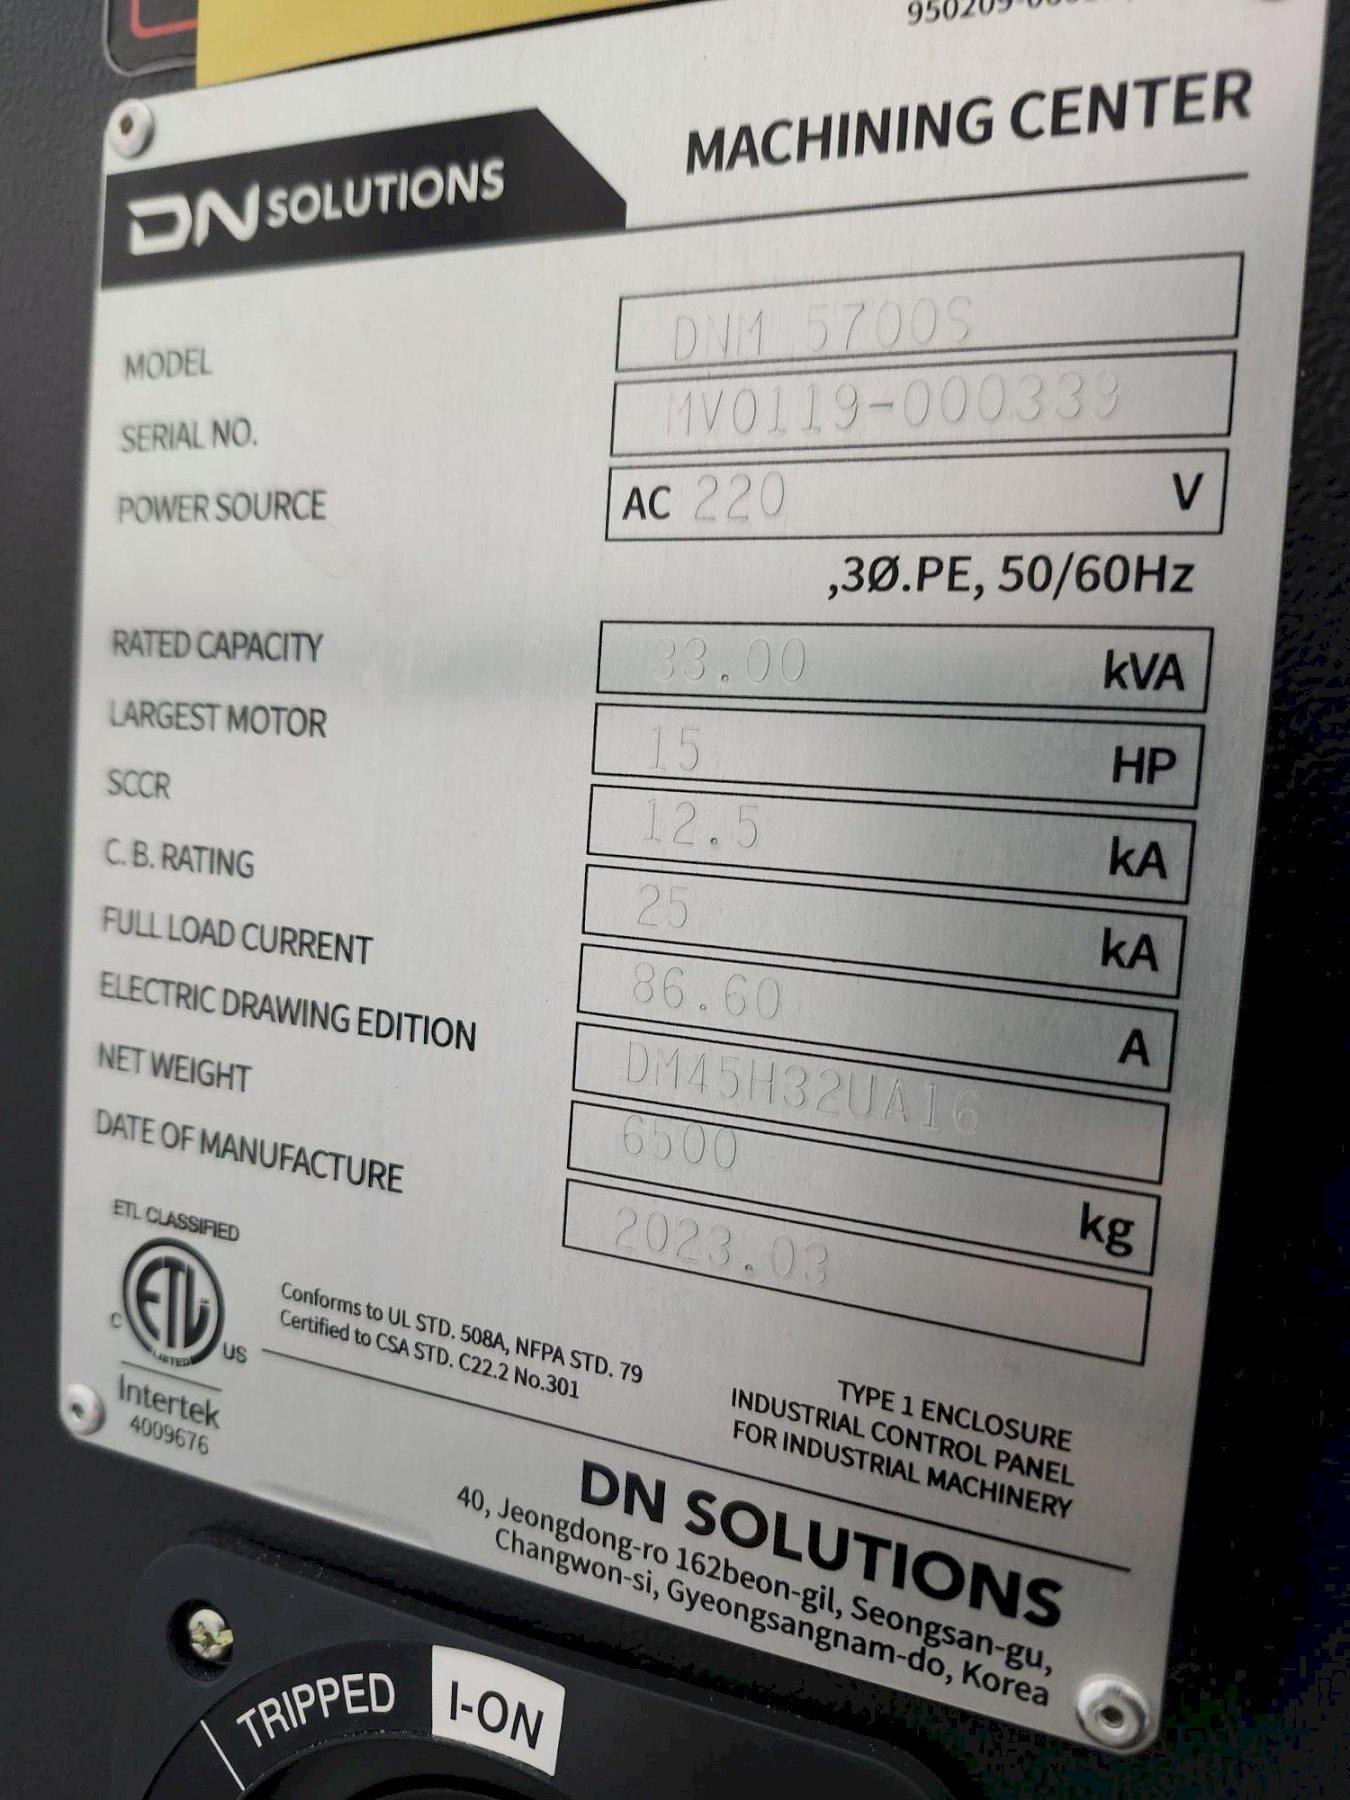 MACHINING CENTER
DN SOLUTIONS
MODEL DNM 5700S
SERIAL NO. MV0119-000339
POWER SOURCE AC 220 V
,3Ø.PE, 50/60Hz
RATED CAPACITY 33.00 kVA
LARGEST MOTOR 15 HP
SCCR 12.5 kA
C. B. RATING 25 kA
FULL LOAD CURRENT 86.60 A
ELECTRIC DRAWING EDITION DM45H32UA16
NET WEIGHT 6500 kg
DATE OF MANUFACTURE 2023.03
ETL CLASSIFIED
ETL
LISTED
C US
Intertek
4009676
Conforms to UL STD. 508A, NFPA STD. 79
Certified to CSA STD. C22.2 No.301
TYPE 1 ENCLOSURE
INDUSTRIAL CONTROL PANEL
FOR INDUSTRIAL MACHINERY
DN SOLUTIONS
40, Jeongdong-ro 162beon-gil, Seongsan-gu,
Changwon-si, Gyeongsangnam-do, Korea
TRIPPED I-ON